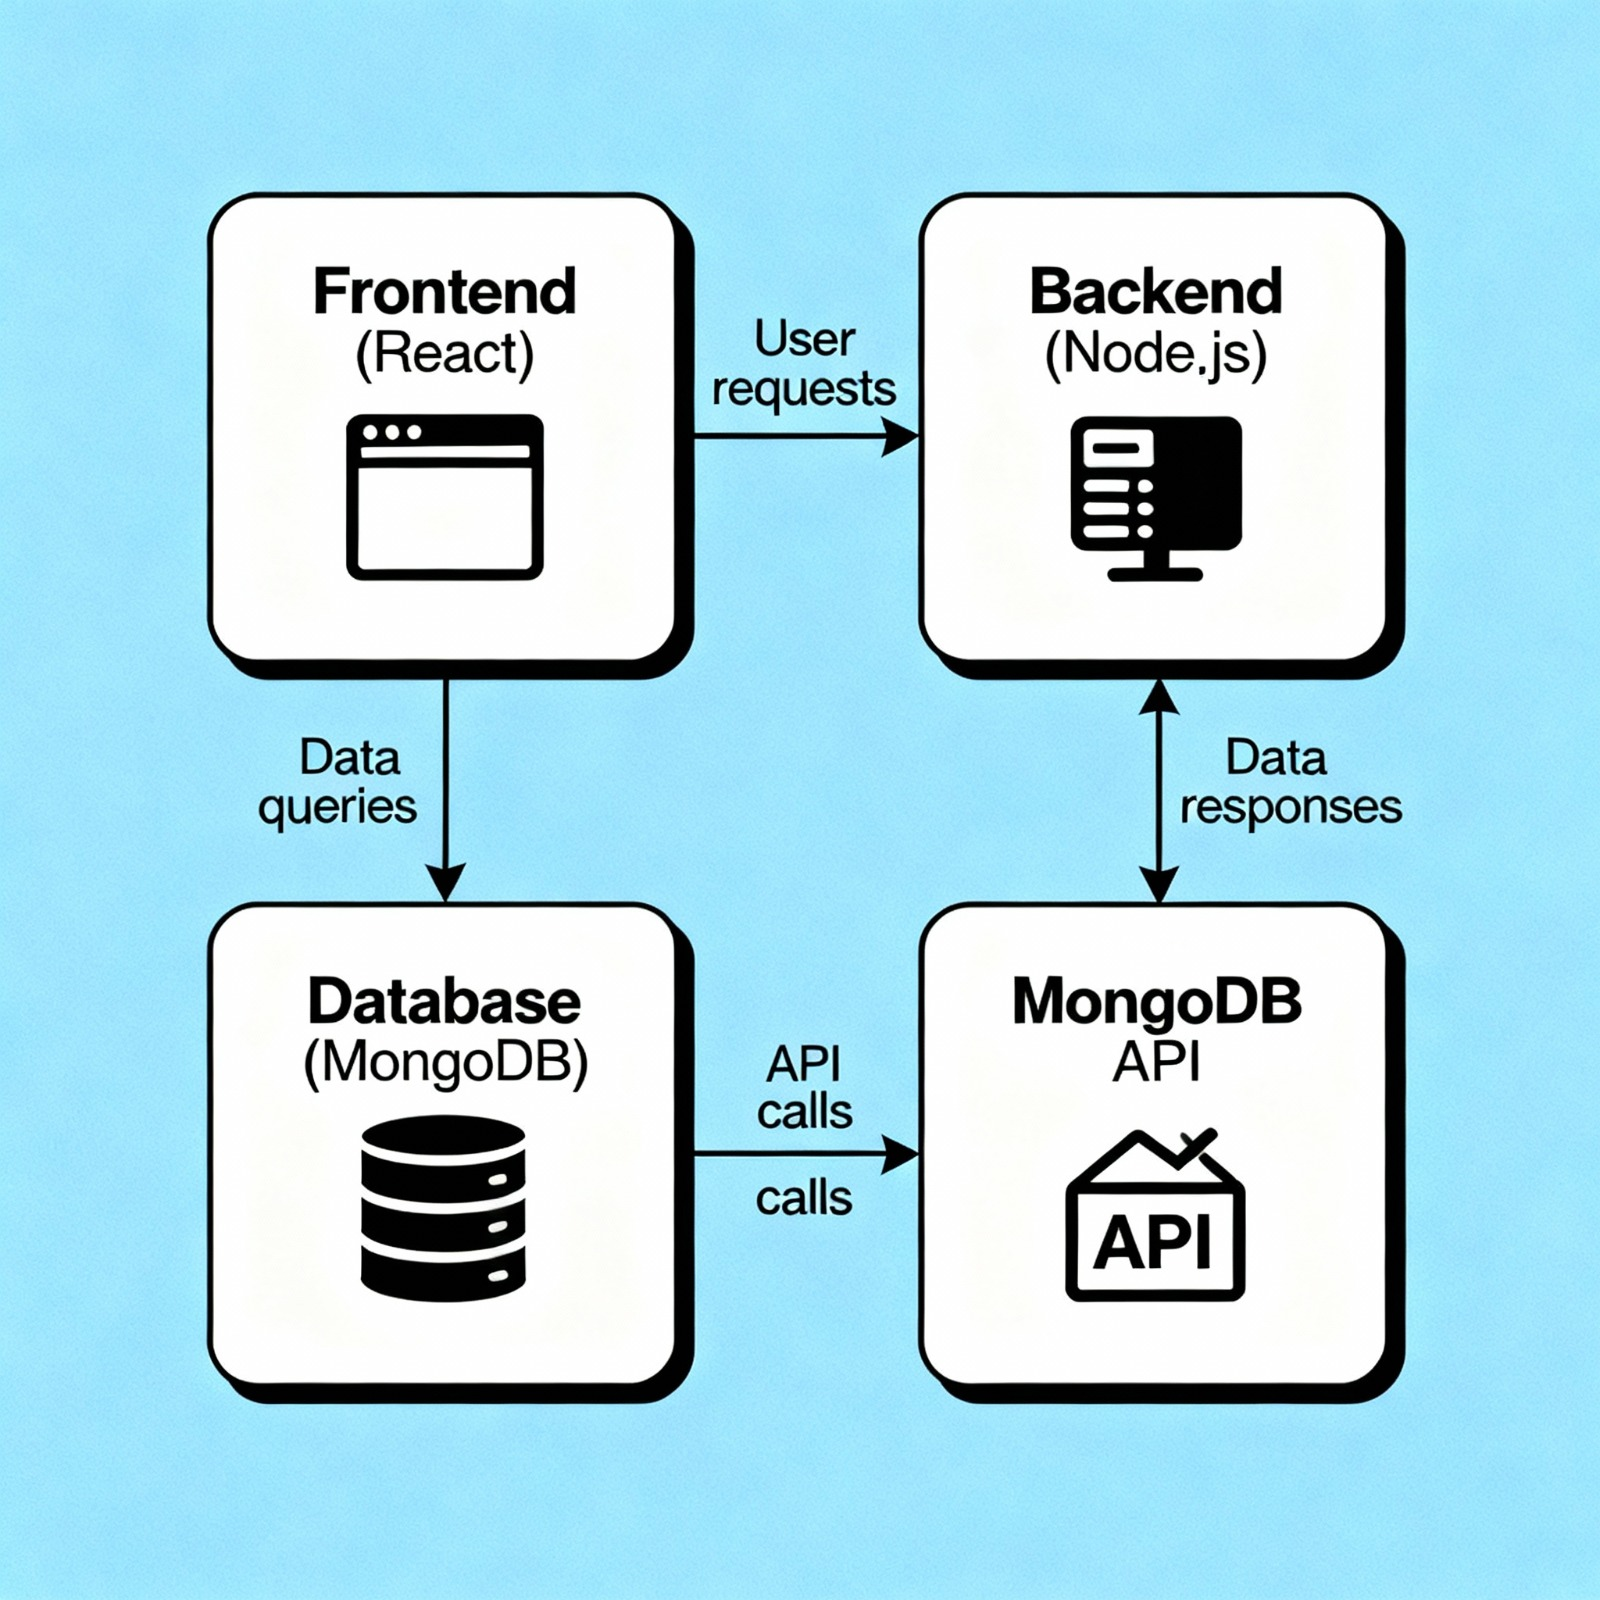 Frontend
(React)
User
requests
Backend
(Node.js)
Data
queries
Data
responses
Database
(MongoDB)
API
calls
calls
MongoDB
API
API